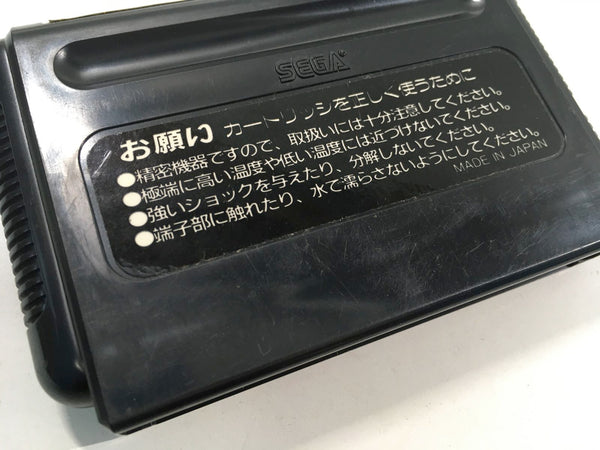 SEGA®
お願い カートリッジを正しく使うために
●精密機器ですので、取扱いには十分注意してください。
●極端に高い温度や低い温度には近づけないでください。
●強いショックを与えたり、分解しないでください。
●端子部に触れたり、水で濡らさないようにしてください。
MADE IN JAPAN